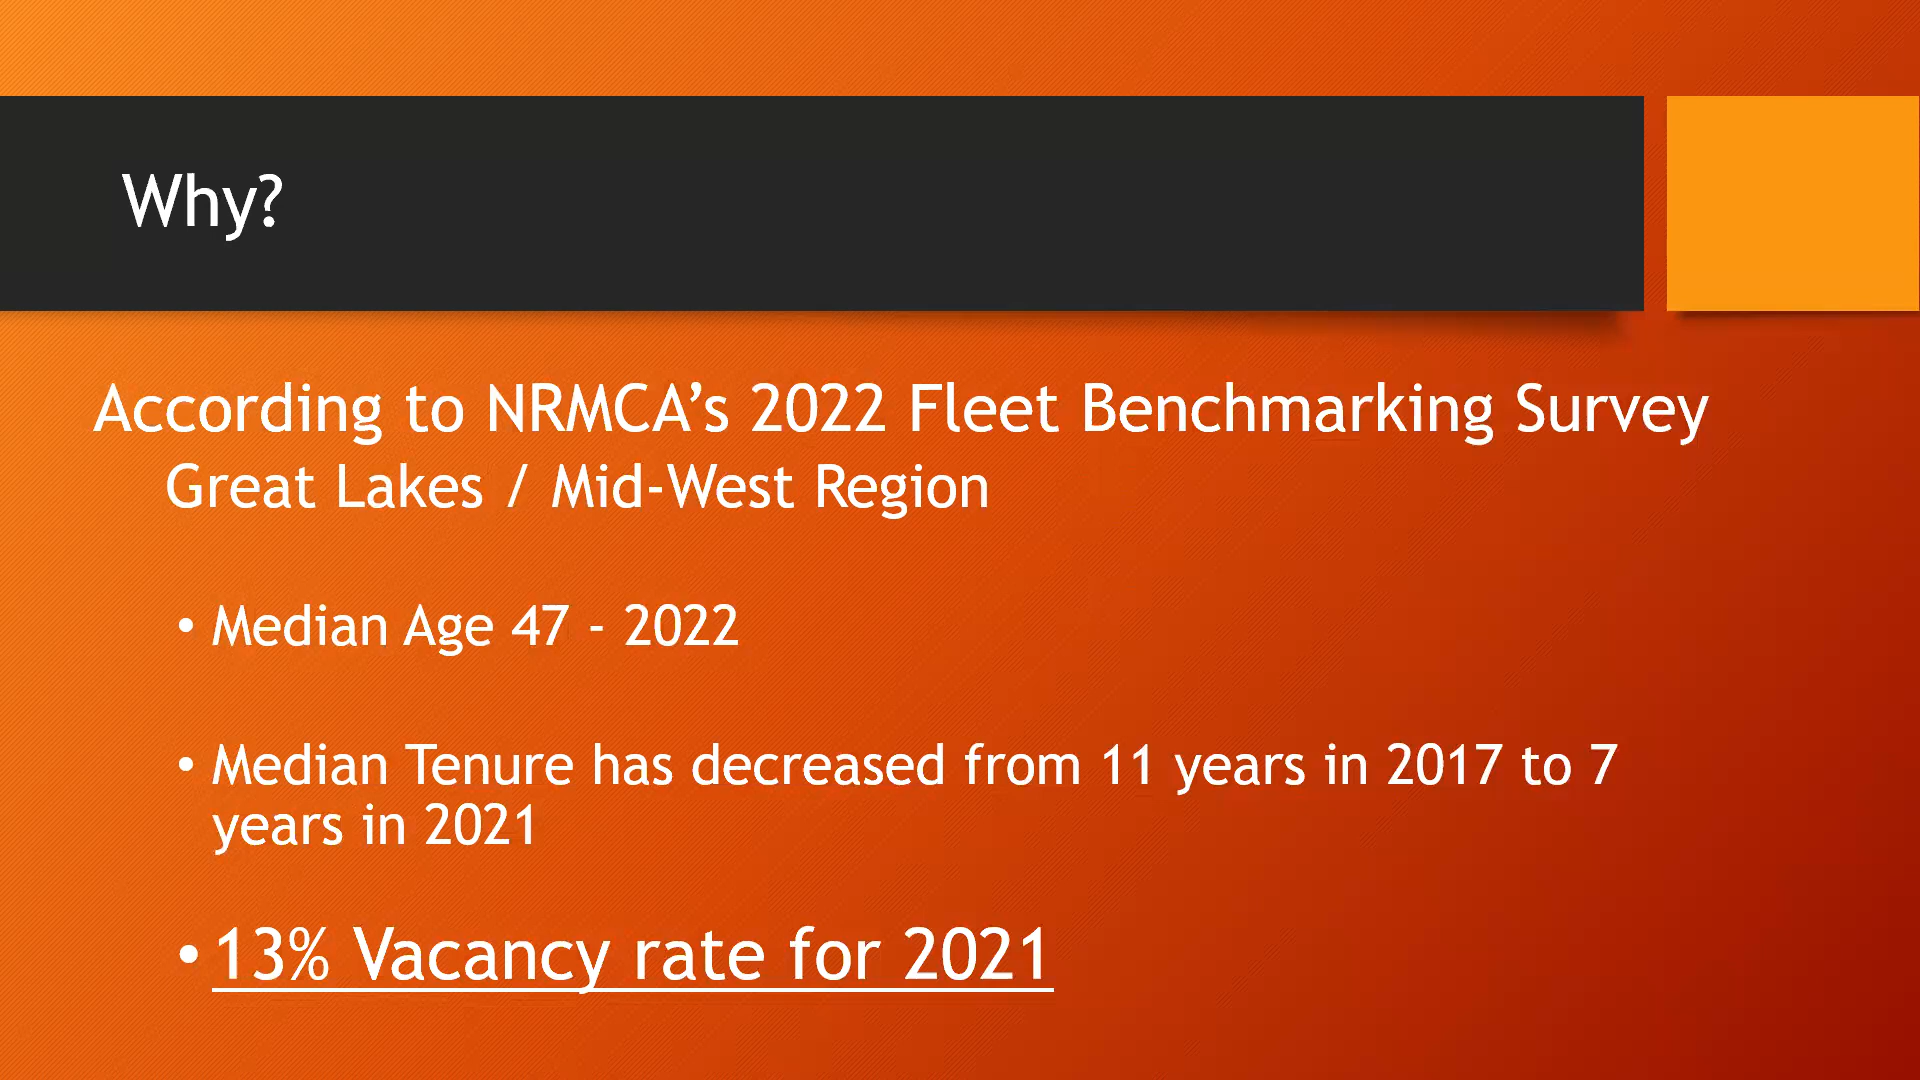 Why?
According to NRMCA’s 2022 Fleet Benchmarking Survey
Great Lakes / Mid-West Region
• Median Age 47 - 2022
• Median Tenure has decreased from 11 years in 2017 to 7
years in 2021
• 13% Vacancy rate for 2021